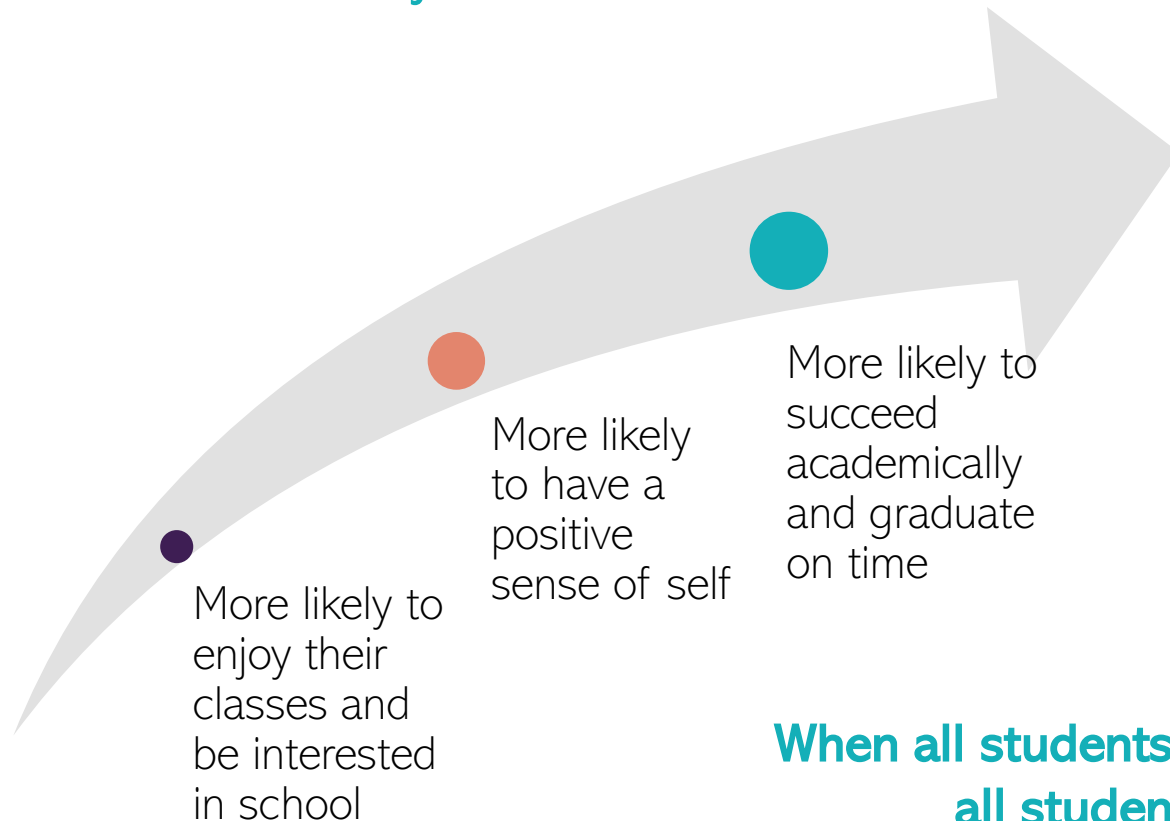 More likely to
enjoy their
classes and
be interested
in school
More likely
to have a
positive
sense of self
More likely to
succeed
academically
and graduate
on time
When all students
all